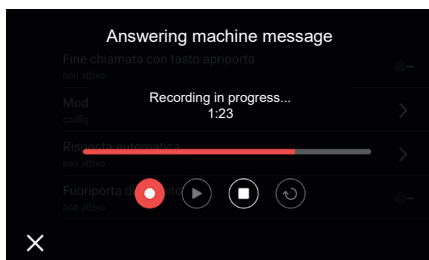 Answering machine message
Fine chiamata con tasto apriporta
non attivo
Recording in progress...
Mod
config
1:23
Risposta automatica
non attivo
Fuoriporta
non attivo